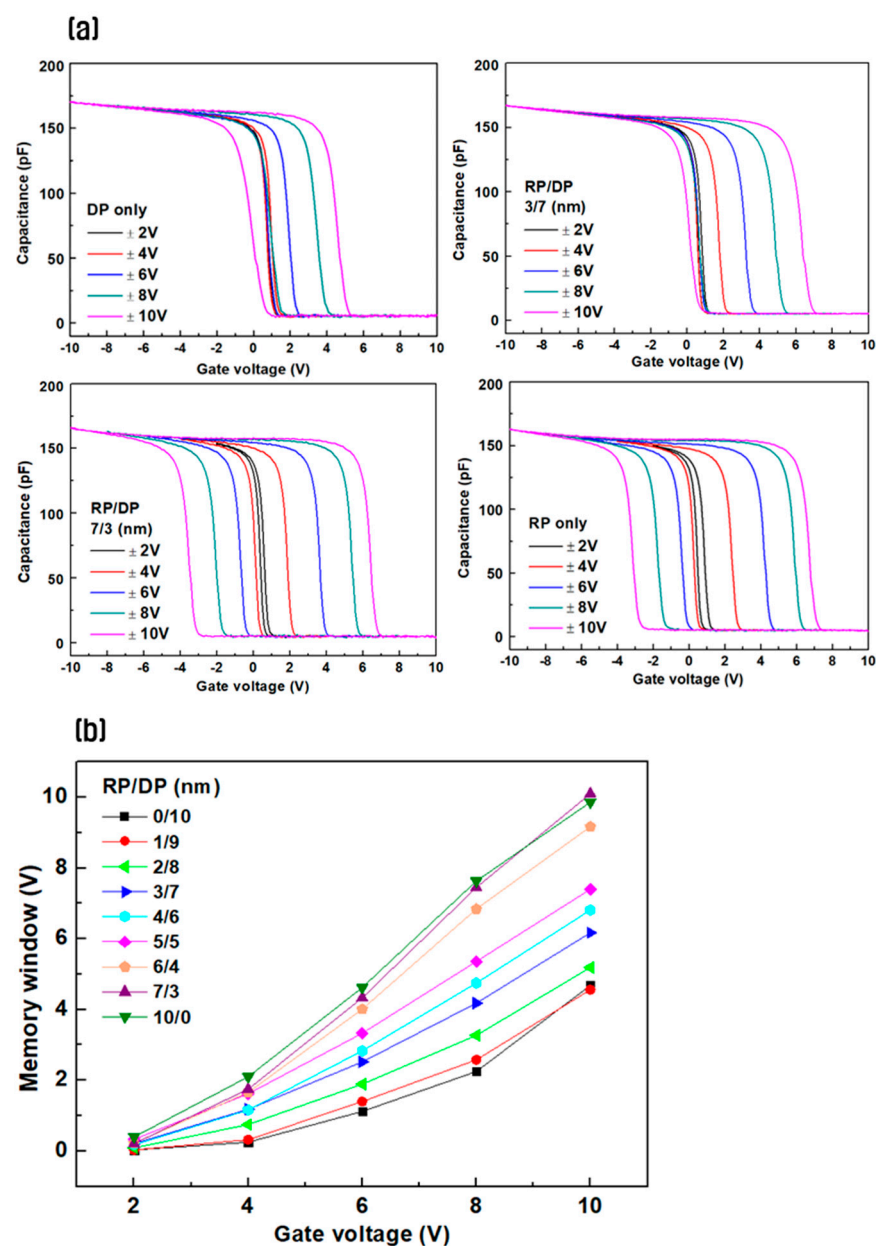 (a)
200
150
100
50
0
Capacitance (pF)
DP only
± 2V
± 4V
± 6V
± 8V
± 10V
-10 -8 -6 -4 -2 0 2 4 6 8 10
Gate voltage (V)
200
150
100
50
0
Capacitance (pF)
RP/DP
3/7 (nm)
± 2V
± 4V
± 6V
± 8V
± 10V
-10 -8 -6 -4 -2 0 2 4 6 8 10
Gate voltage (V)
200
150
100
50
0
Capacitance (pF)
RP/DP
7/3 (nm)
± 2V
± 4V
± 6V
± 8V
± 10V
-10 -8 -6 -4 -2 0 2 4 6 8 10
Gate voltage (V)
200
150
100
50
0
Capacitance (pF)
RP only
± 2V
± 4V
± 6V
± 8V
± 10V
-10 -8 -6 -4 -2 0 2 4 6 8 10
Gate voltage (V)
(b)
10
8
6
4
2
0
Memory window (V)
RP/DP (nm)
0/10
1/9
2/8
3/7
4/6
5/5
6/4
7/3
10/0
2 4 6 8 10
Gate voltage (V)